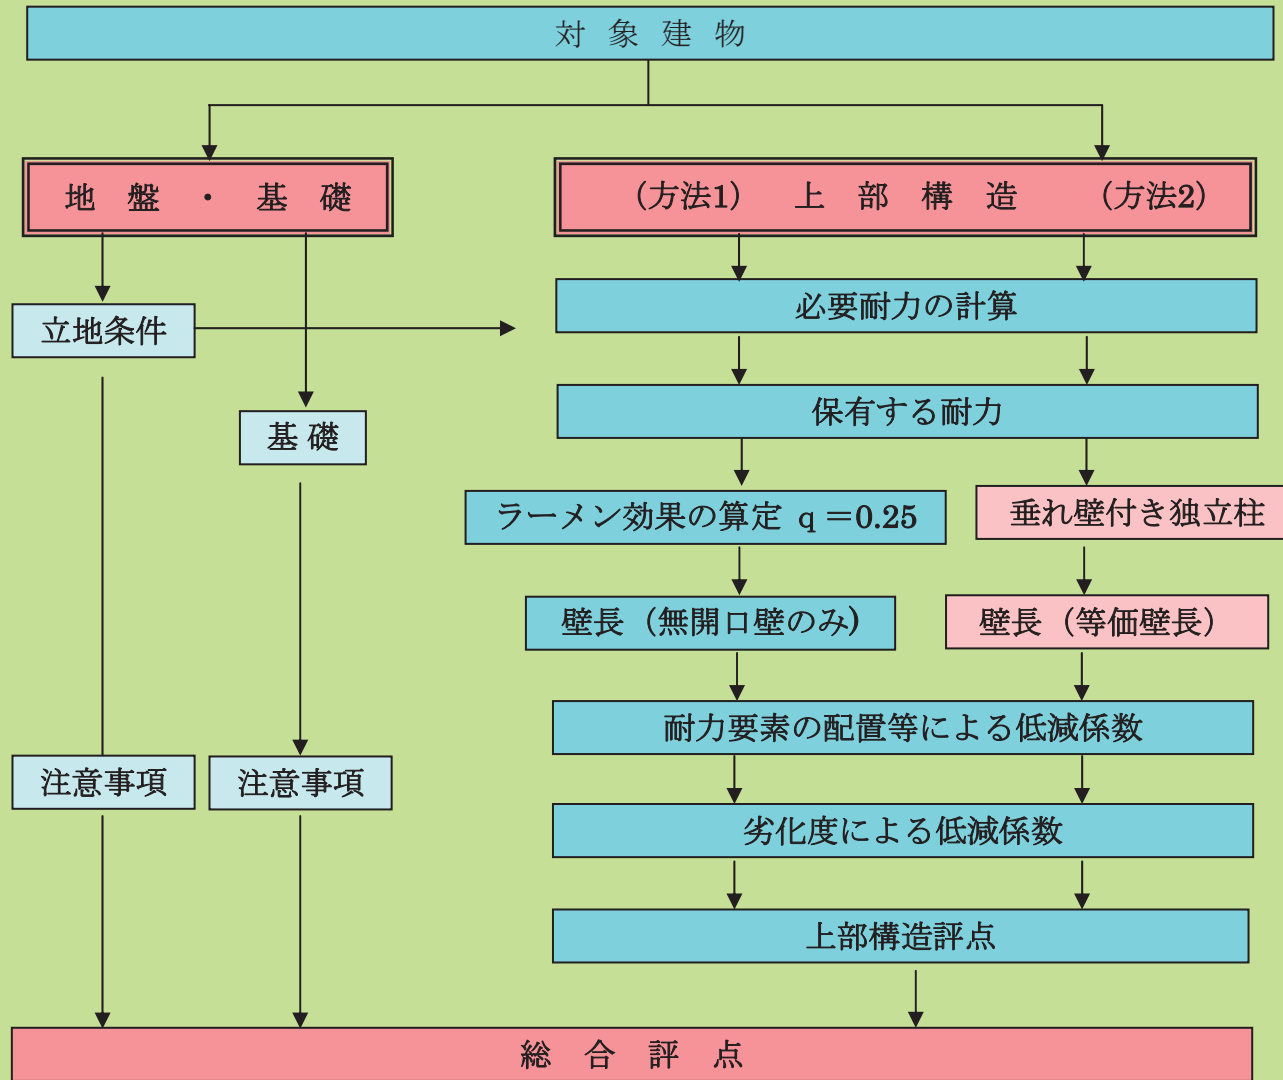 対 象 建 物
地 盤 ・ 基 礎
(方法1) 上 部 構 造 (方法2)
立地条件
必要耐力の計算
保有する耐力
基 礎
ラーメン効果の算定 q=0.25
垂れ壁付き独立柱
壁長（無開口壁のみ）
壁長（等価壁長）
耐力要素の配置等による低減係数
注意事項
注意事項
劣化度による低減係数
上部構造評点
総 合 評 点